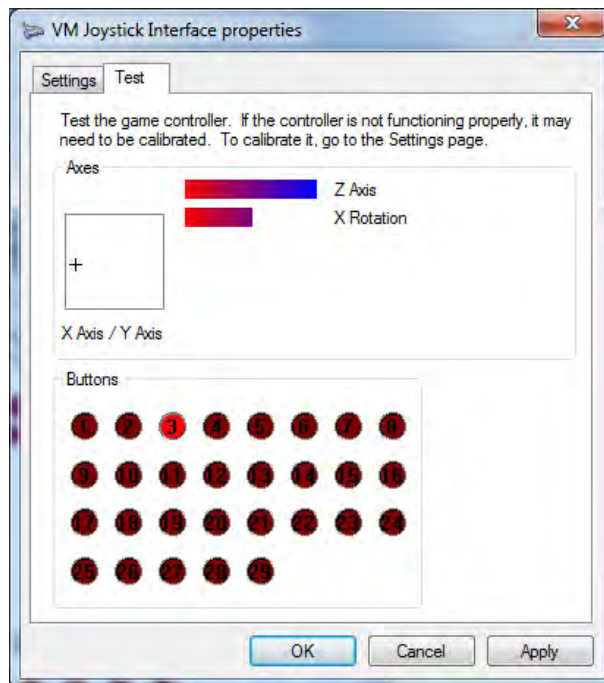 VM Joystick Interface properties
Settings Test
Test the game controller. If the controller is not functioning properly, it may
need to be calibrated. To calibrate it, go to the Settings page.
Axes
Z Axis
X Rotation
X Axis / Y Axis
Buttons
1 2 3 4 5 6 7 8
9 10 11 12 13 14 15 16
17 18 19 20 21 22 23 24
25 26 27 28 29
OK Cancel Apply